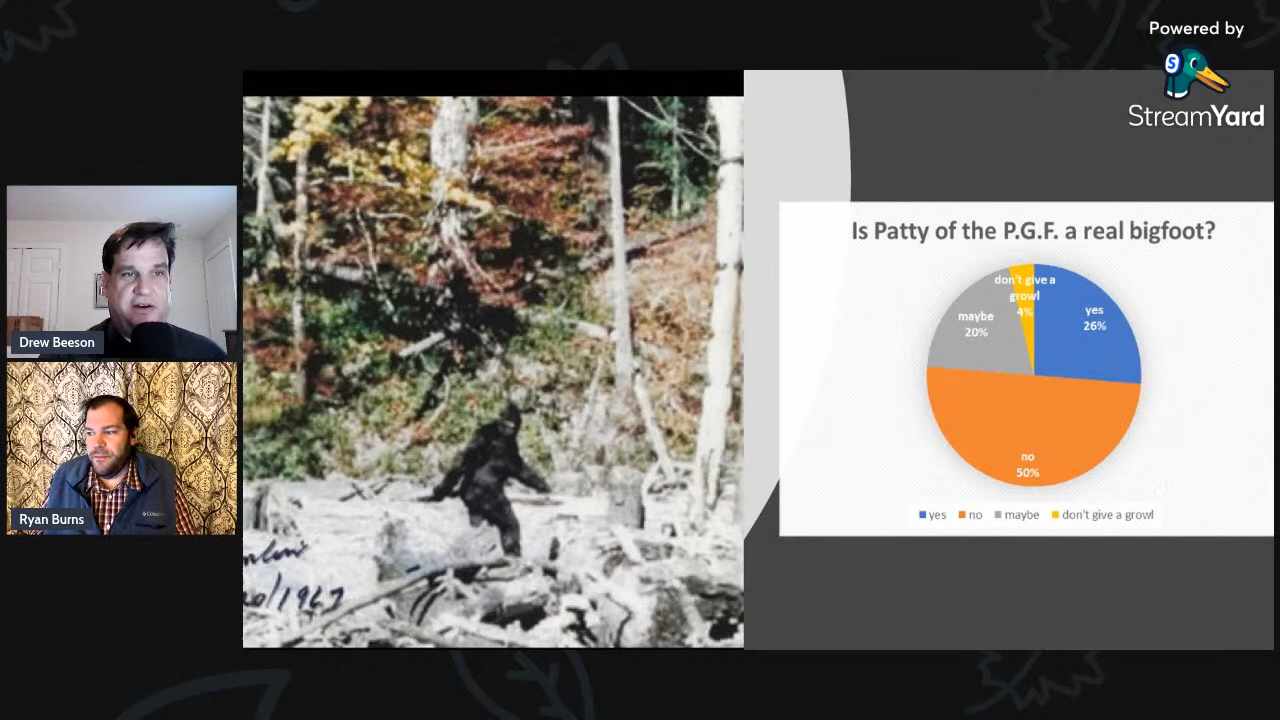 Powered by
StreamYard
Drew Beeson
Ryan Burns
/1967
Is Patty of the P.G.F. a real bigfoot?
don't give a
growl
4%
yes
26%
maybe
20%
no
50%
yes no maybe don't give a growl